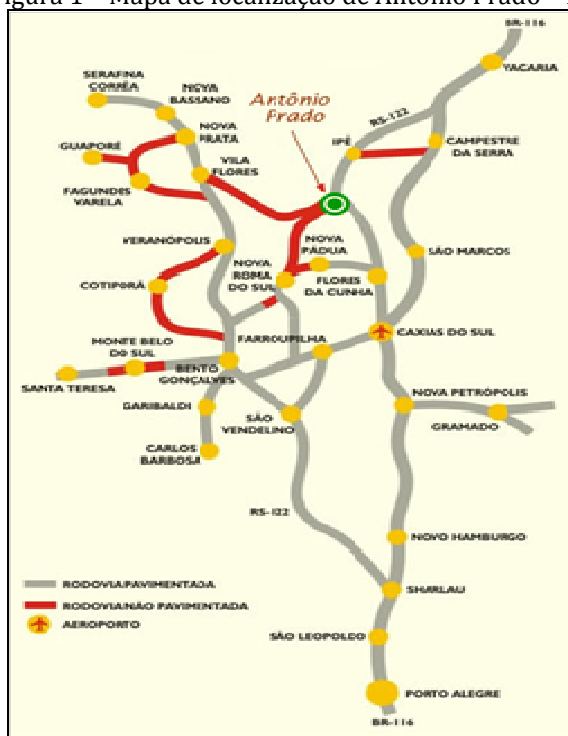 igura 1 – Mapa de localização de Antônio Prado –
BR-116
VACARIA
SERAFINA
CORRÊA
NOVA
BASSANO
Antônio
Prado
RS-122
NOVA
PRATA
IPÊ
CAMPESTRE
DA SERRA
GUAPORÉ
VILA
FLORES
FAGUNDES
VARELA
VERANÓPOLIS
NOVA
PÁDUA
SÃO MARCOS
NOVA
ROMA
DO SUL
FLORES
DA CUNHA
COTIPORÃ
CAXIAS DO SUL
MONTE BELO
DO SUL
FARROUPILHA
BENTO
GONÇALVES
SANTA TERESA
NOVA PETRÓPOLIS
GARIBALDI
SÃO
VENDELINO
GRAMADO
CARLOS
BARBOSA
RS-122
NOVO HAMBURGO
RODOVIA PAVIMENTADA
SHARLAU
RODOVIA NÃO PAVIMENTADA
AEROPORTO
SÃO LEOPOLDO
PORTO ALEGRE
BR-116